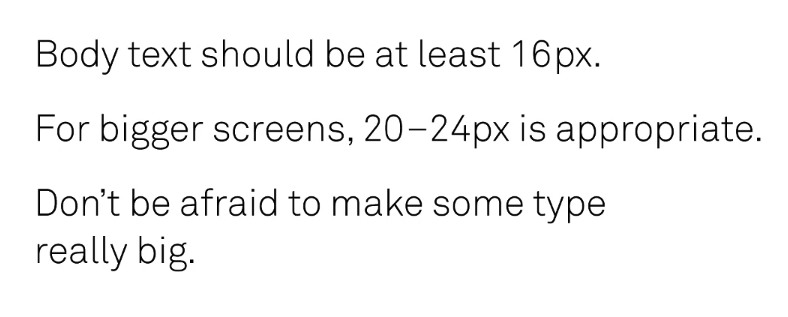 Body text should be at least 16px.
For bigger screens, 20–24px is appropriate.
Don’t be afraid to make some type
really big.